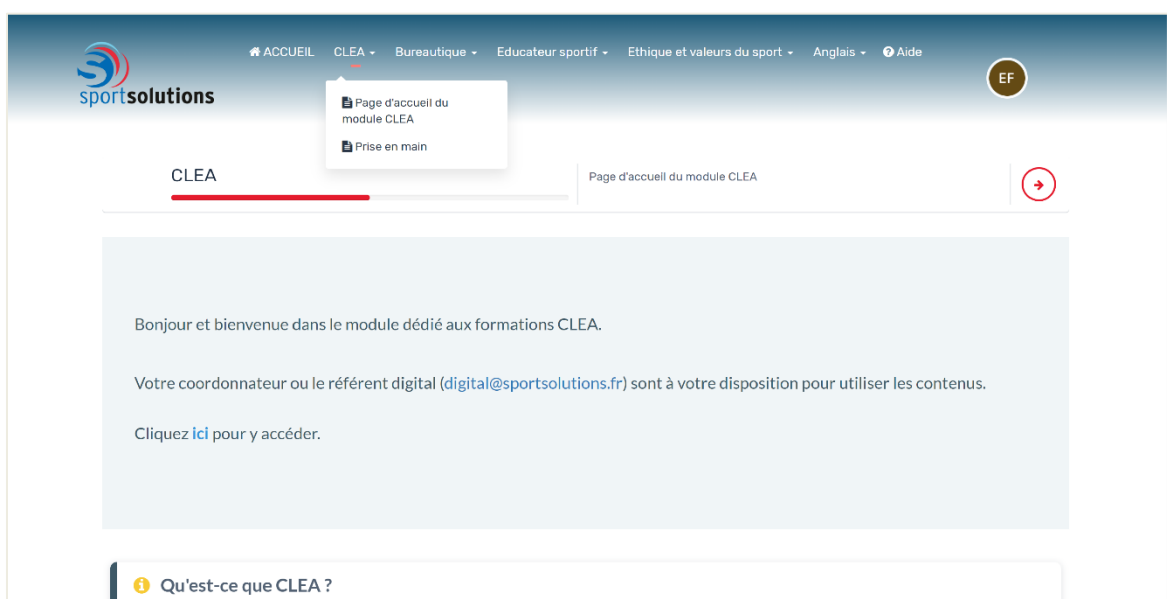 ACCUEIL CLEA Bureautique Educateur sportif Ethique et valeurs du sport Anglais Aide
EF
sportsolutions
Page d'accueil du
module CLEA
Prise en main
CLEA
Page d'accueil du module CLEA
Bonjour et bienvenue dans le module dédié aux formations CLEA.
Votre coordonnateur ou le référent digital (digital@sportsolutions.fr) sont à votre disposition pour utiliser les contenus.
Cliquez ici pour y accéder.
Qu'est-ce que CLEA ?